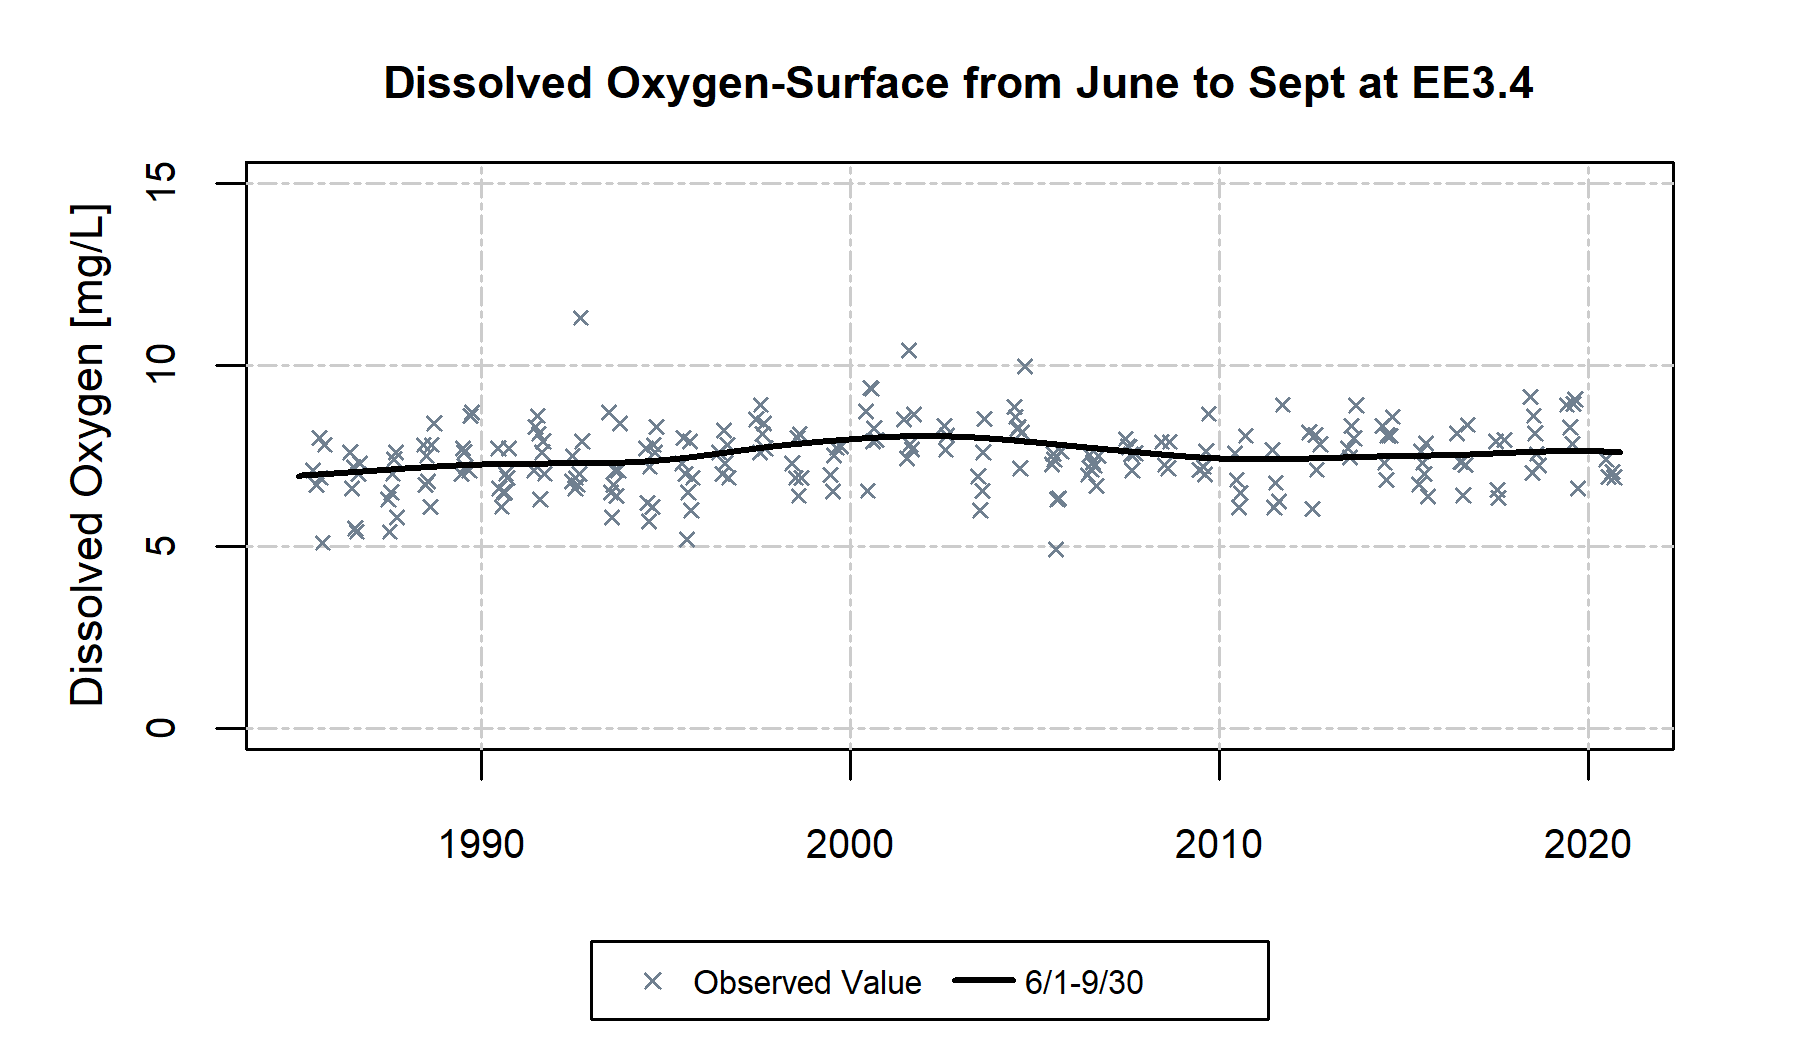 Dissolved Oxygen-Surface from June to Sept at EE3.4
Dissolved Oxygen [mg/L]
15
10
5
0
1990 2000 2010 2020
Observed Value 6/1-9/30